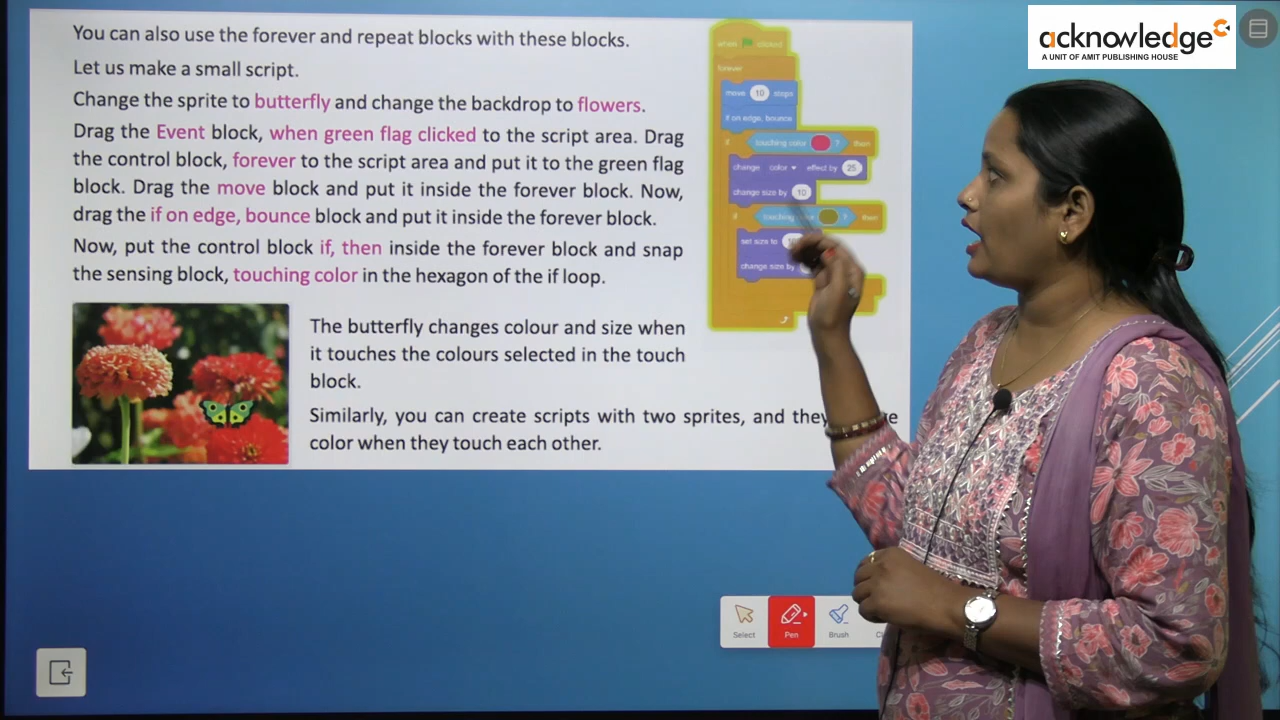 You can also use the forever and repeat blocks with these blocks.
Let us make a small script.
Change the sprite to butterfly and change the backdrop to flowers.
Drag the Event block, when green flag clicked to the script area. Drag
the control block, forever to the script area and put it to the green flag
block. Drag the move block and put it inside the forever block. Now,
drag the if on edge, bounce block and put it inside the forever block.
Now, put the control block if, then inside the forever block and snap
the sensing block, touching color in the hexagon of the if loop.
The butterfly changes colour and size when
it touches the colours selected in the touch
block.
Similarly, you can create scripts with two sprites, and they
color when they touch each other.
when clicked
forever
move 10 steps
if on edge, bounce
if touching color ? then
change color effect by 25
change size by 10
if touching color ? then
set size to
change size by
acknowledge
A UNIT OF AMIT PUBLISHING HOUSE
Select
Pen
Brush